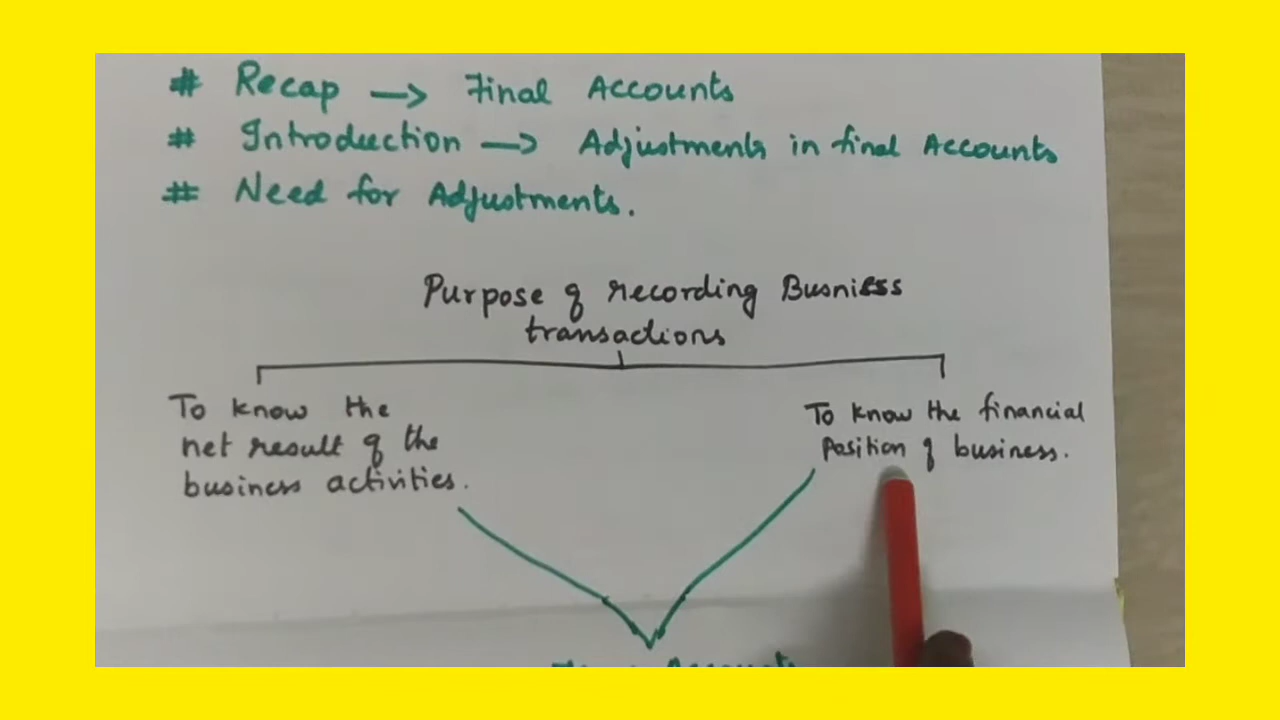 # Recap → Final Accounts
# Introduction → Adjustments in final Accounts
# Need for Adjustments.
Purpose of recording Busniess
transactions
To know the
net result of the
business activities.
To know the financial
Position of business.